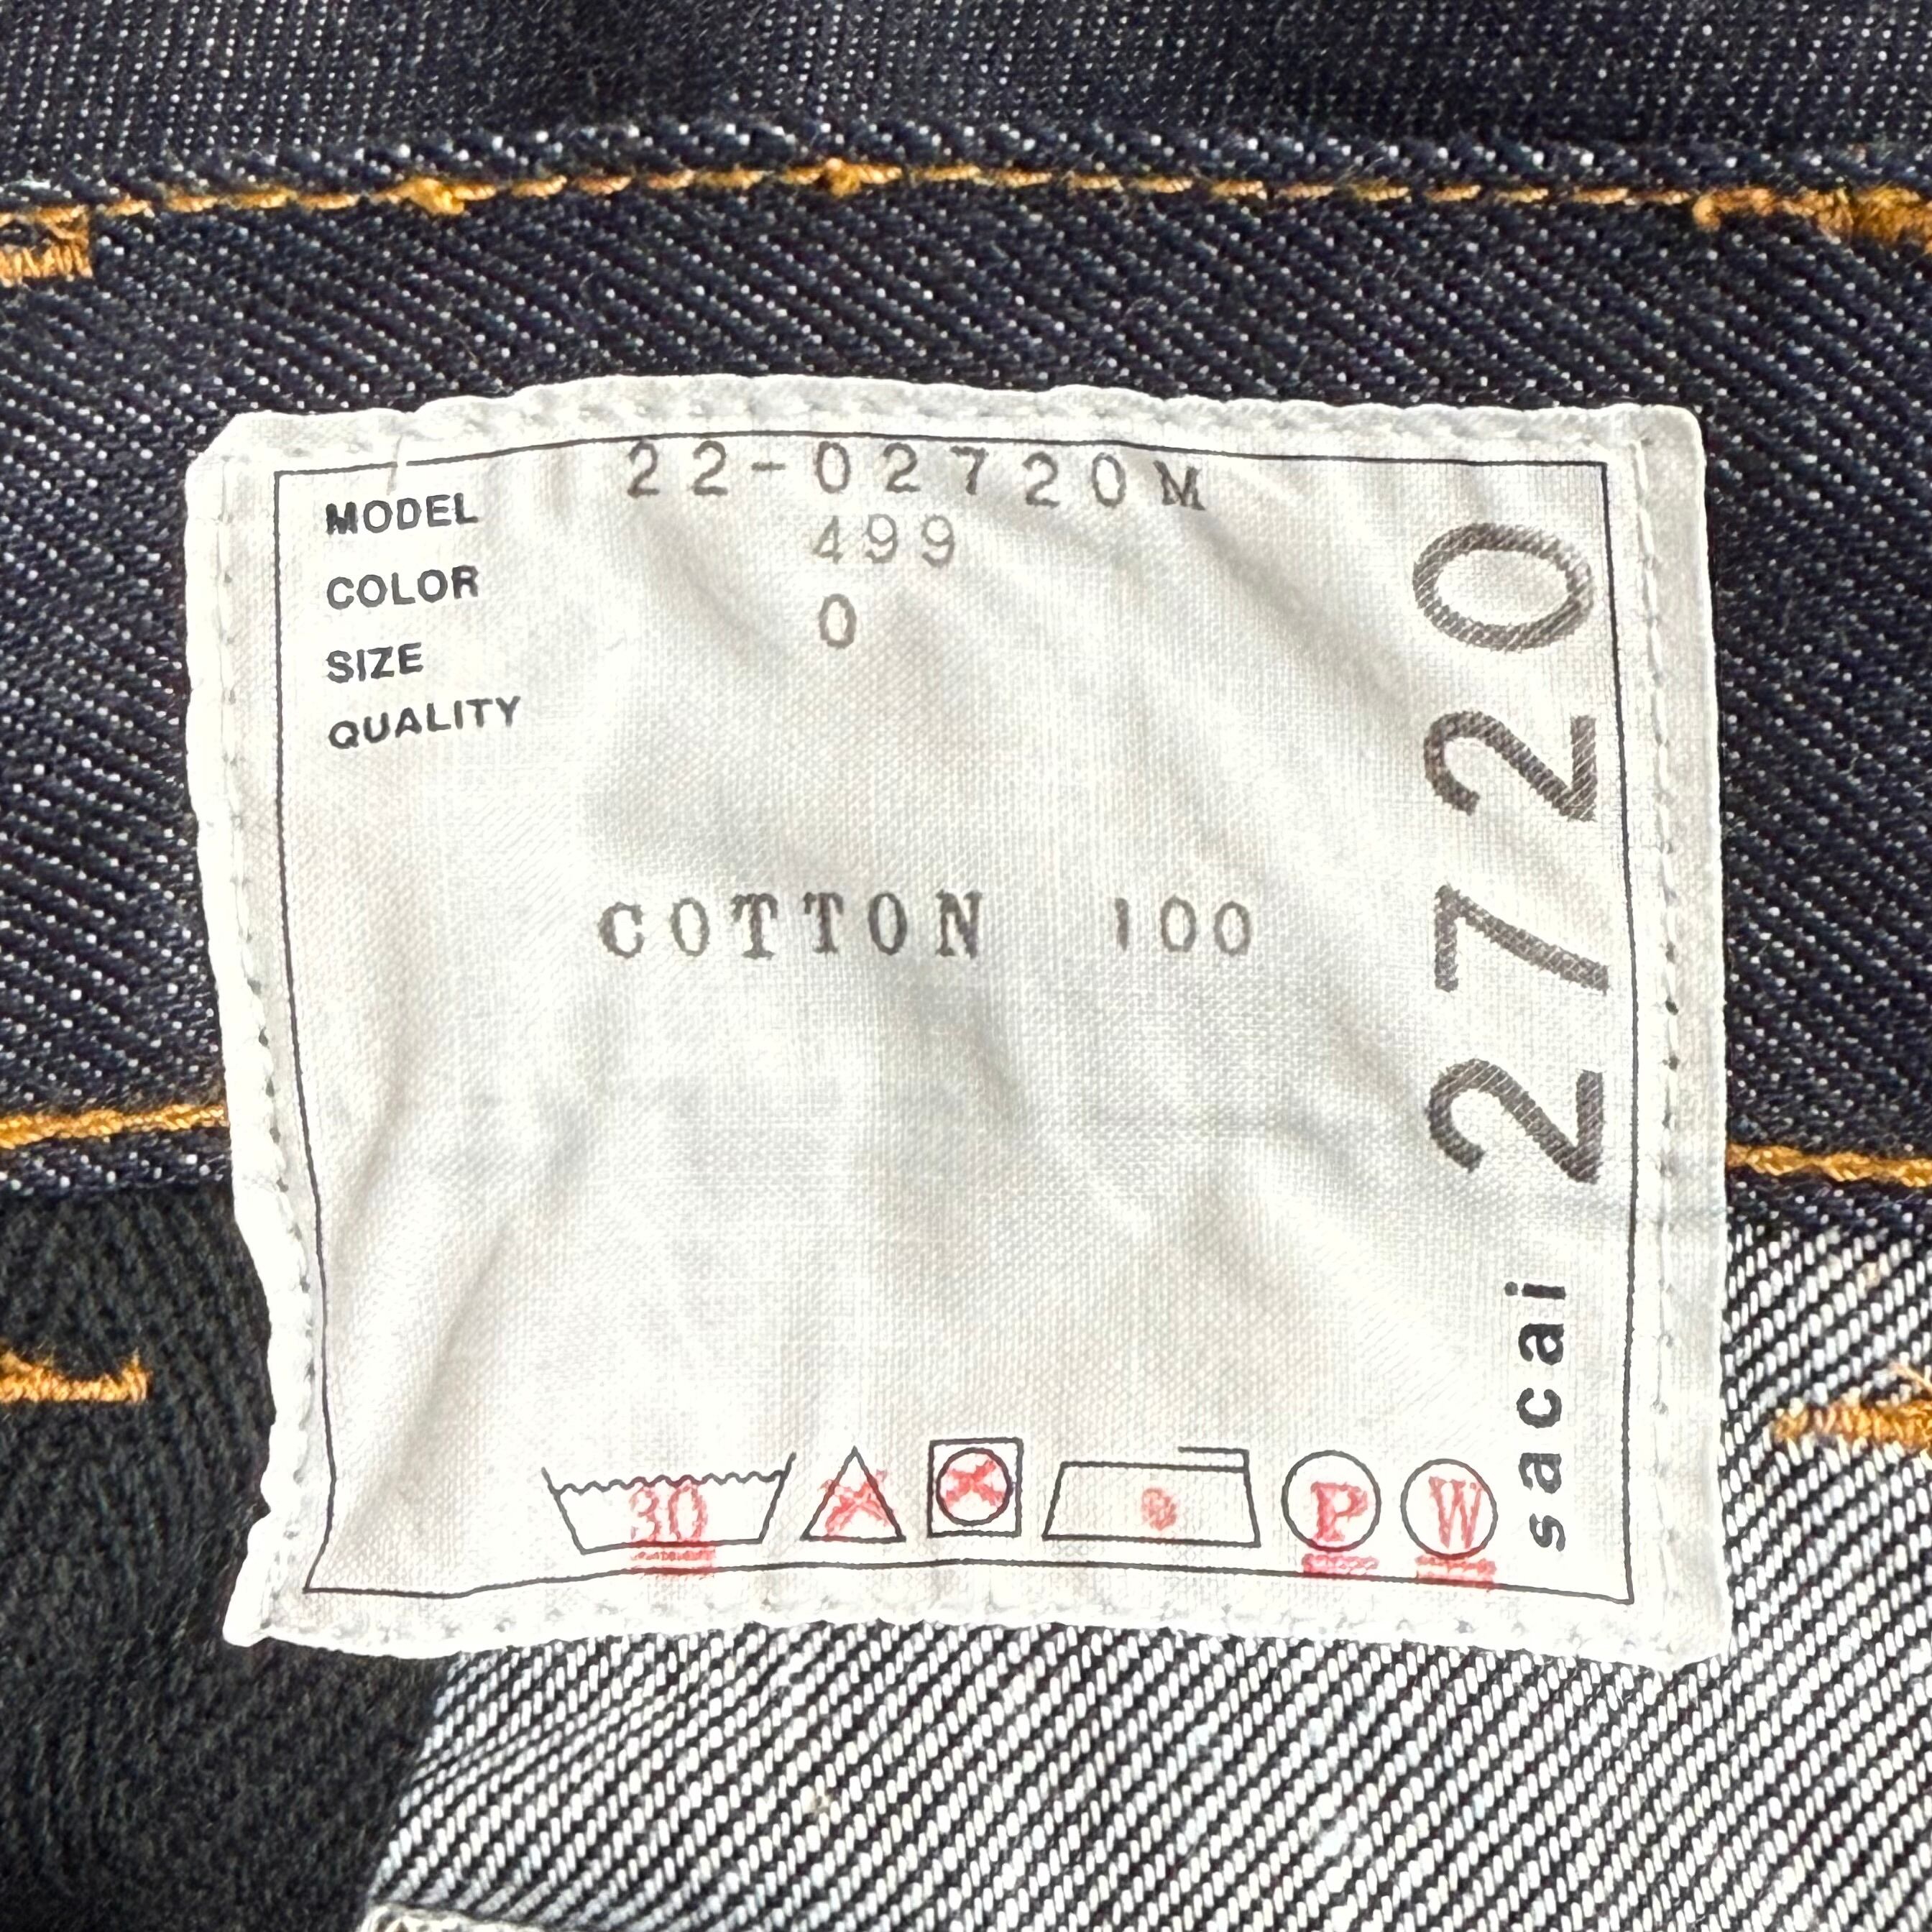 MODEL 22-02720M
COLOR 499
SIZE 0
QUALITY
COTTON 100
sacai 2720
30
P
W